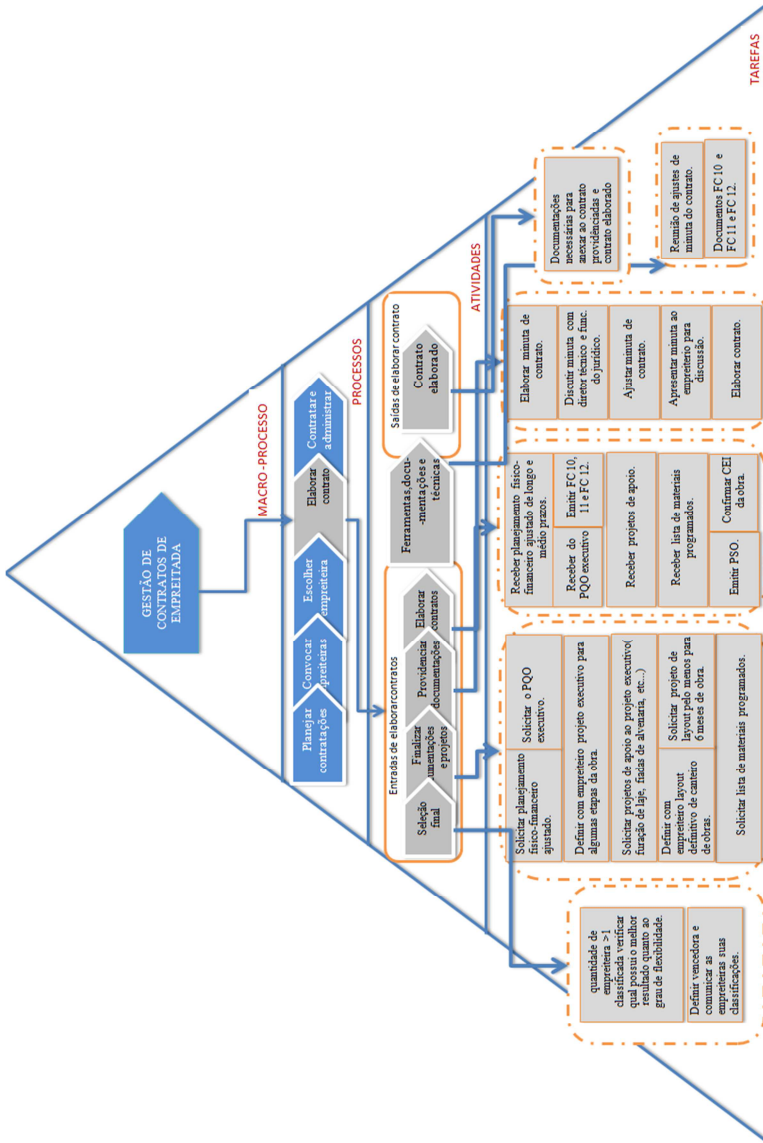 GESTÃO DE
CONTRATOS DE
EMPREITADA
MACRO -PROCESSO
Planejar
contratações
Convocar
preiteiras
Escolher
empreiteira
Elaborar
contrato
Contratar e
administrar
PROCESSOS
Entradas de elaborarcontratos
Seleção
final
Finalizar
umentações
e projetos
Providenciar
documentações
Elaborar
contratos
Ferramentas,docu-
-mentações e
técnicas
Saídas de elaborar contrato
Contrato
elaborado
ATIVIDADES
quantidade de
empreiteira >1
classificada verificar
qual possui o melhor
resultado quanto ao
grau de flexibilidade.
Definir vencedora e
comunicar as
empreiteiras suas
classificações.
Solicitar planejamento
físico-financeiro
ajustado.
Solicitar o PQO
executivo.
Definir com empreiteiro projeto executivo para
algumas etapas da obra.
Solicitar projetos de apoio ao projeto executivo(
furação de laje, fiadas de alvenaria, etc...)
Definir com
empreiteiro layout
definitivo de canteiro
de obras.
Solicitar projeto de
layout pelo menos para
6 meses de obra.
Solicitar lista de materiais programados.
Receber planejamento físico-
financeiro ajustado de longo e
médio prazos.
Receber do
PQO executivo
Emitir FC 10,
11 e FC 12.
Receber projetos de apoio.
Receber lista de materiais
programados.
Emitir PSO.
Confirmar CEI
da obra.
Elaborar minuta de
contrato.
Discutir minuta com
diretor técnico e func.
do jurídico.
Ajustar minuta de
contrato.
Apresentar minuta ao
empreiterio para
discussão.
Elaborar contrato.
Documentações
necessárias para
anexar ao contrato
providênciadas e
contrato elaborado
Reunião de ajustes de
minuta do contrato.
Documentos FC 10 e
FC 11 e FC 12.
TAREFAS